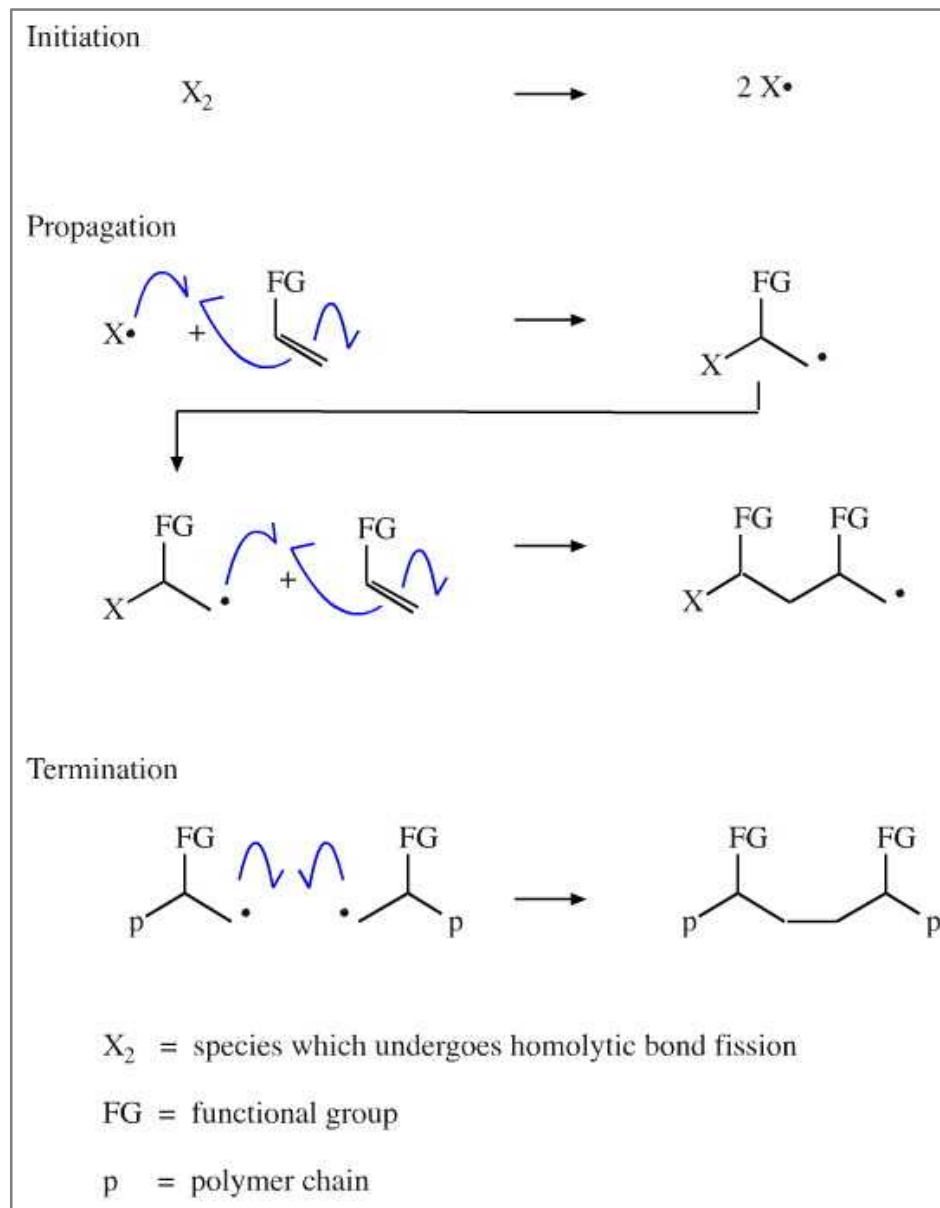 Initiation
X₂ 2 X•
Propagation
FG FG
X• +
X
FG FG FG FG
X + X
Termination
FG FG FG FG
p p p p
X₂ = species which undergoes homolytic bond fission
FG = functional group
p = polymer chain